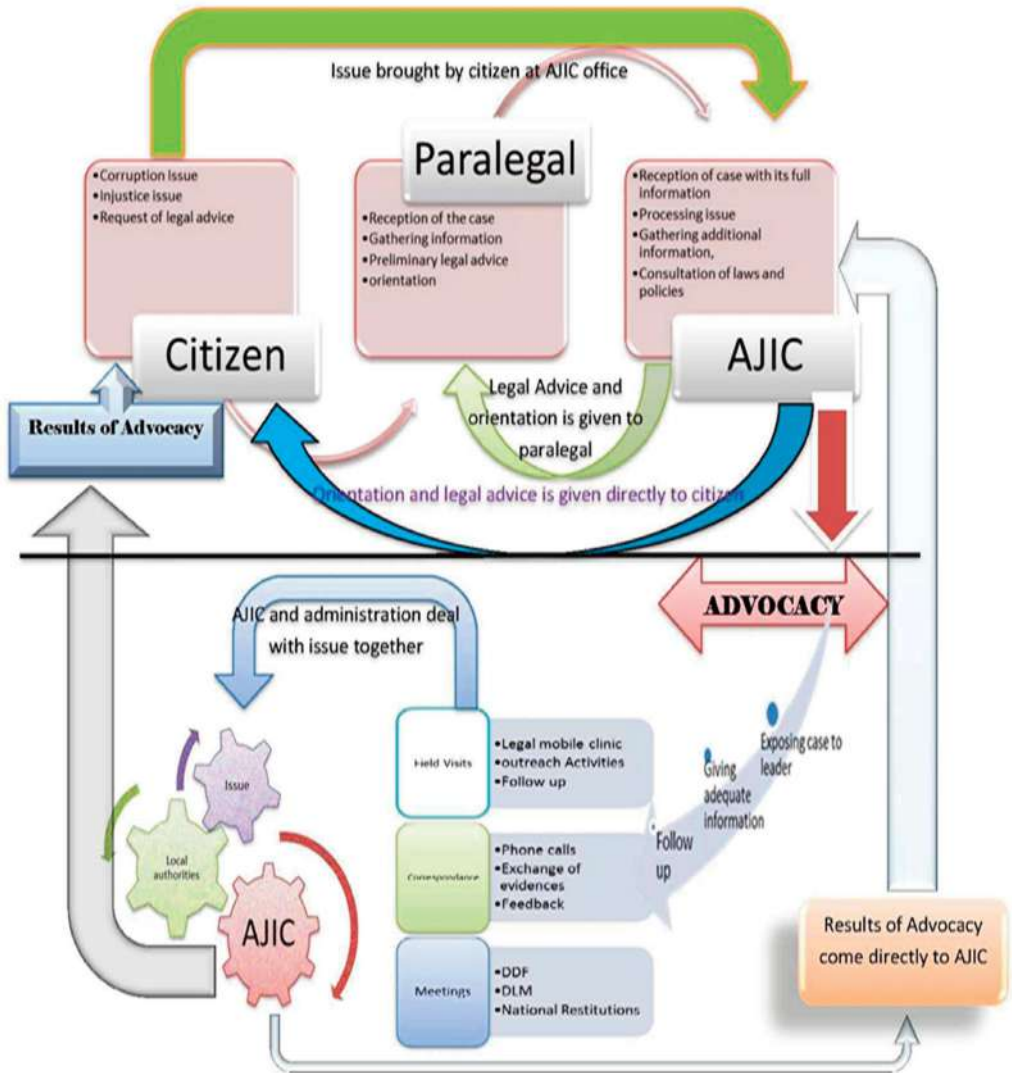 Issue brought by citizen at AJIC office
Paralegal
•Corruption Issue
•Injustice issue
•Request of legal advice
Citizen
•Reception of the case
•Gathering information
•Preliminary legal advice
•orientation
•Reception of case with its full
information
•Processing issue
•Gathering additional
information,
•Consultation of laws and
policies
AJIC
Results of Advocacy
Legal Advice and
orientation is given to
paralegal
Orientation and legal advice is given directly to citizen
ADVOCACY
AJIC and administration deal
with issue together
Issue
Local
authorities
AJIC
Field Visits
•Legal mobile clinic
•outreach Activities
•Follow up
Correspondance
•Phone calls
•Exchange of
evidences
•Feedback
Meetings
•DDF
•DLM
•National Restitutions
Follow
up
Giving
adequate
information
Exposing case to
leader
Results of Advocacy
come directly to AJIC